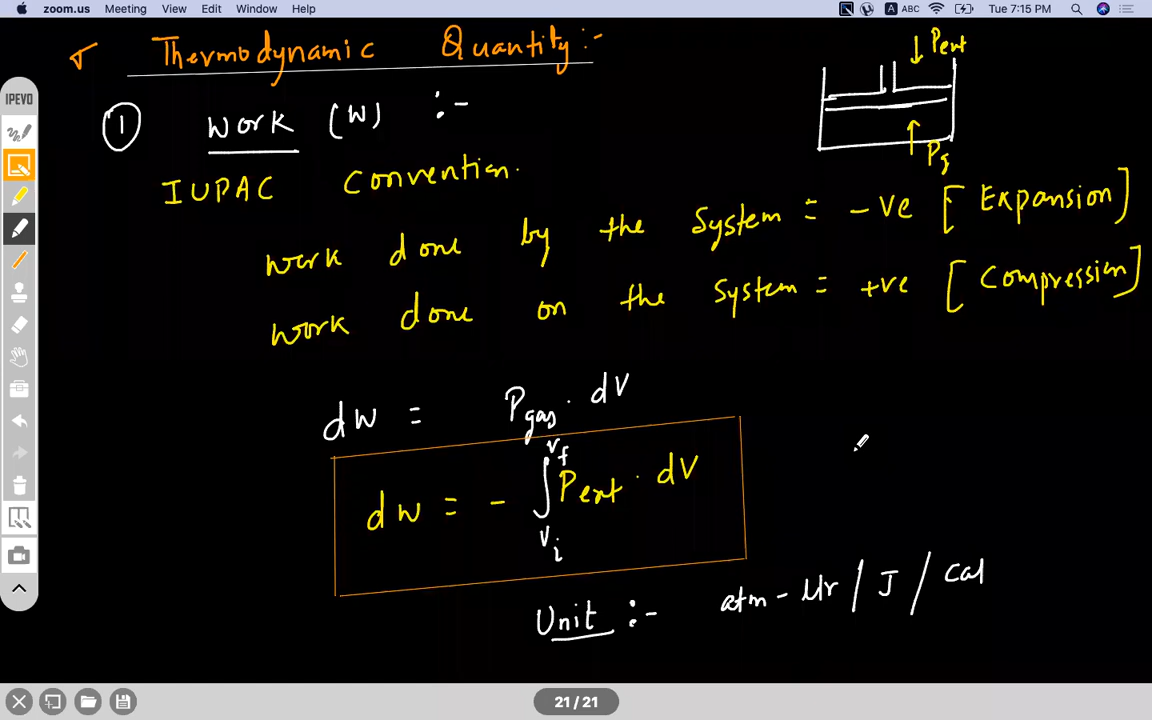 zoom.us Meeting View Edit Window Help ABC Tue 7:15 PM
Thermodynamic Quantity:-
Pext
IPEVO
1 Work (W) :-
Pg
IUPAC Convention.
work done by the System = -ve [Expansion]
work done on the System = +ve [Compression]
dw = Pgas . dV
dw = - ∫ Vi Vf Pext . dV
Unit :- atm - ltr / J / Cal
21 / 21